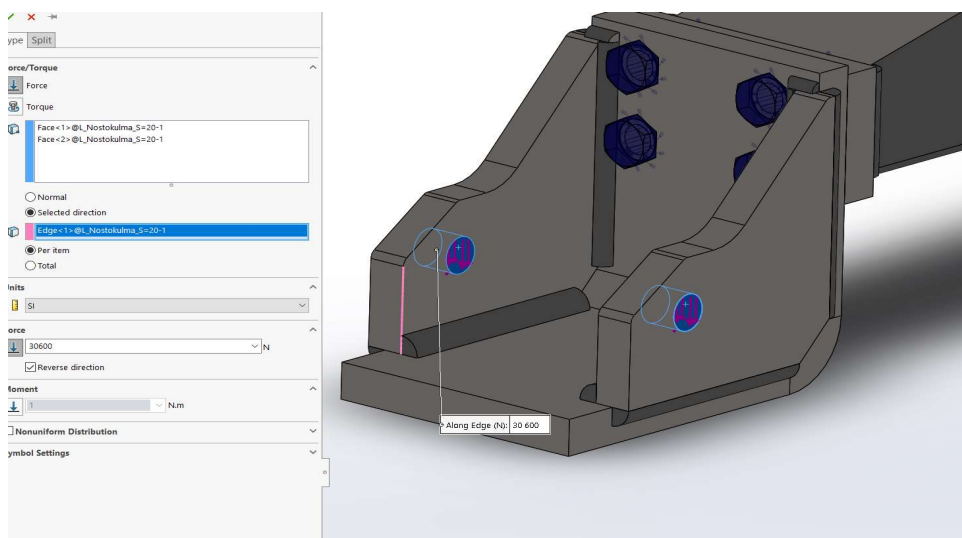 ype Split
orce/Torque
Force
Torque
Face<1>@L_Nostokulma_S=20-1
Face<2>@L_Nostokulma_S=20-1
Normal
Selected direction
Edge<1>@L_Nostokulma_S=20-1
Per item
Total
nits
SI
orce
30600 N
Reverse direction
Moment
1 N.m
Nonuniform Distribution
ymbol Settings
Along Edge (N): 30 600